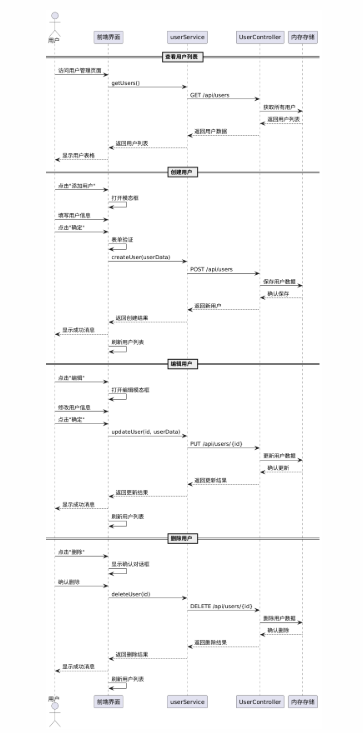 用户
前端界面
userService
UserController
内存存储
查看用户列表
访问用户管理页面
getUsers()
GET /api/users
获取所有用户
返回用户列表
返回用户数据
返回用户列表
显示用户表格
创建用户
点击"添加用户"
打开模态框
填写用户信息
点击"确定"
表单验证
createUser(userData)
POST /api/users
保存用户数据
确认保存
返回新用户
返回创建结果
显示成功消息
刷新用户列表
编辑用户
点击"编辑"
打开编辑模态框
修改用户信息
点击"确定"
updateUser(id, userData)
PUT /api/users/{id}
更新用户数据
确认更新
返回更新结果
返回更新结果
显示成功消息
刷新用户列表
删除用户
点击"删除"
显示确认对话框
确认删除
deleteUser(id)
DELETE /api/users/{id}
删除用户数据
确认删除
返回删除结果
返回删除结果
显示成功消息
刷新用户列表
用户
前端界面
userService
UserController
内存存储